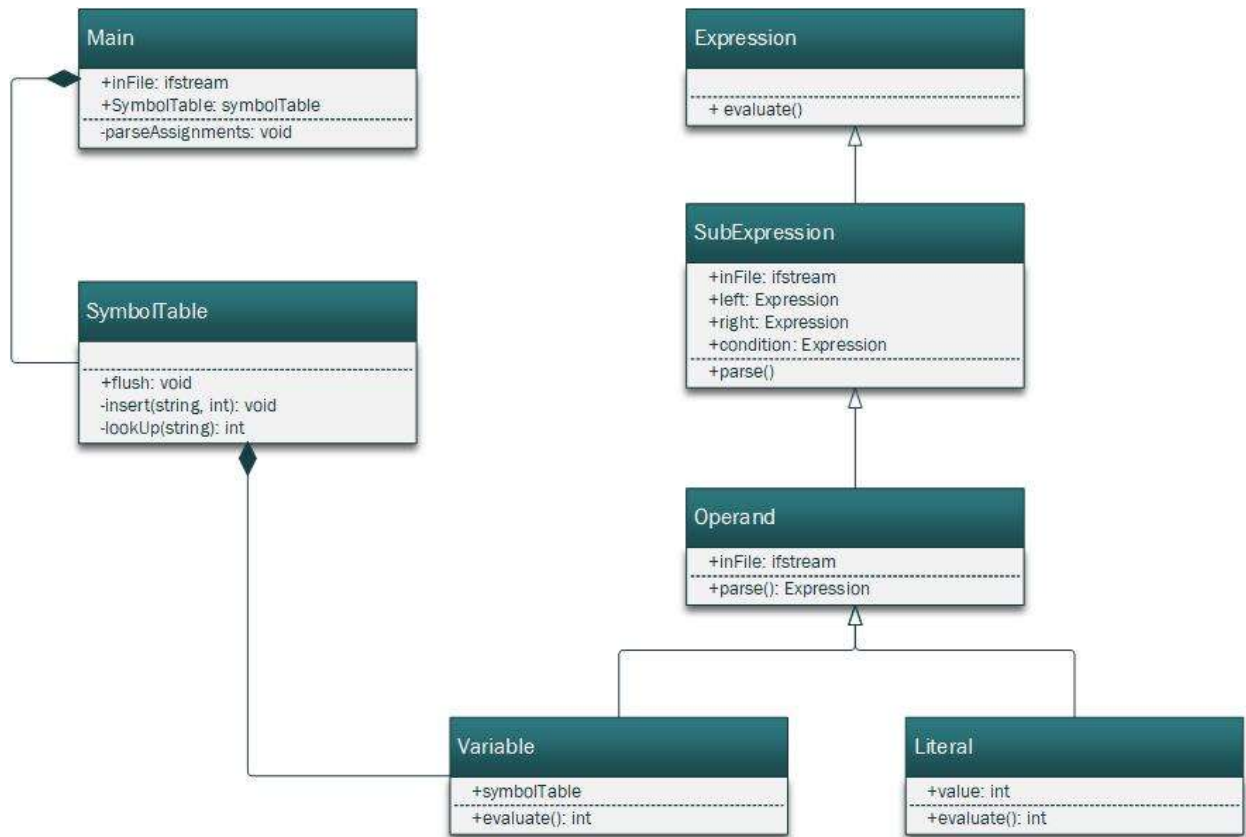 Main
+inFile: ifstream
+SymbolTable: symbolTable
-parseAssignments: void
Expression
+ evaluate()
SubExpression
+inFile: ifstream
+left: Expression
+right: Expression
+condition: Expression
+parse()
SymbolTable
+flush: void
-insert(string, int): void
-lookUp(string): int
Operand
+inFile: ifstream
+parse(): Expression
Variable
+symbolTable
+evaluate(): int
Literal
+value: int
+evaluate(): int